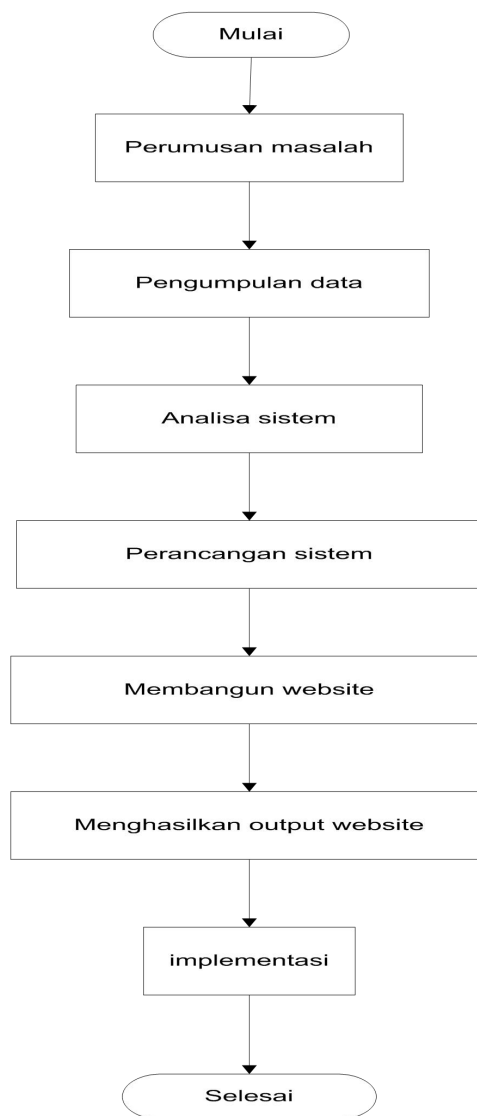 Mulai
Perumusan masalah
Pengumpulan data
Analisa sistem
Perancangan sistem
Membangun website
Menghasilkan output website
implementasi
Selesai